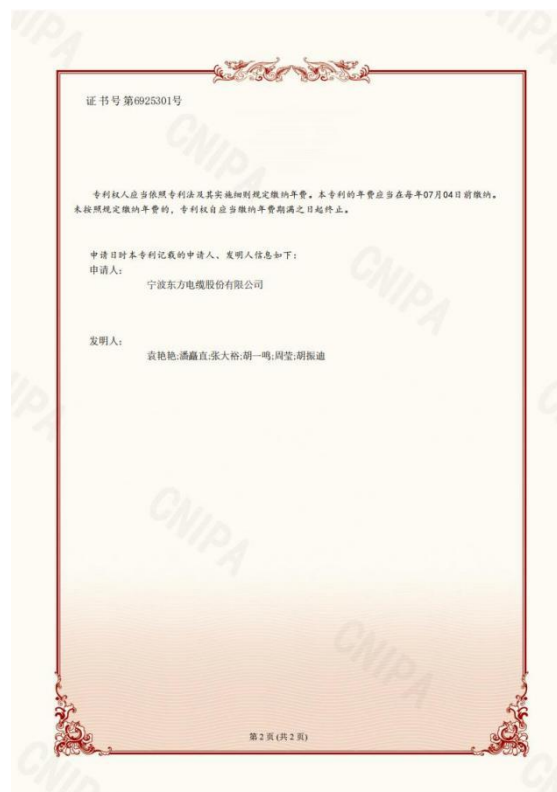 证书号第6925301号
专利权人应当依照专利法及其实施细则规定缴纳年费。本专利的年费应当在每年07月04日前缴纳。
未按照规定缴纳年费的，专利权自应当缴纳年费期满之日起终止。
申请日时本专利记载的申请人、发明人信息如下：
申请人：
宁波东方电缆股份有限公司
发明人：
袁艳艳;潘矗直;张大裕;胡一鸣;周莹;胡振迪
第 2 页 (共 2 页)
CNIPA
CNIPA
CNIPA
CNIPA